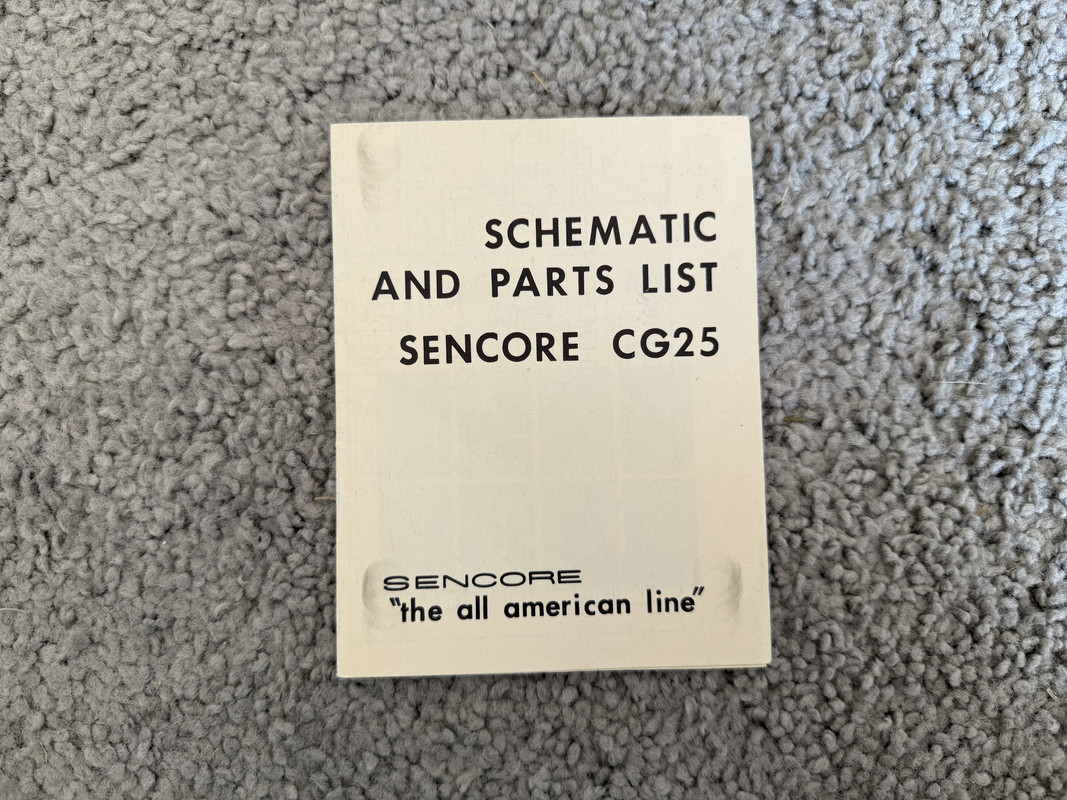 SCHEMATIC
AND PARTS LIST
SENCORE CG25
SENCORE
"the all american line"